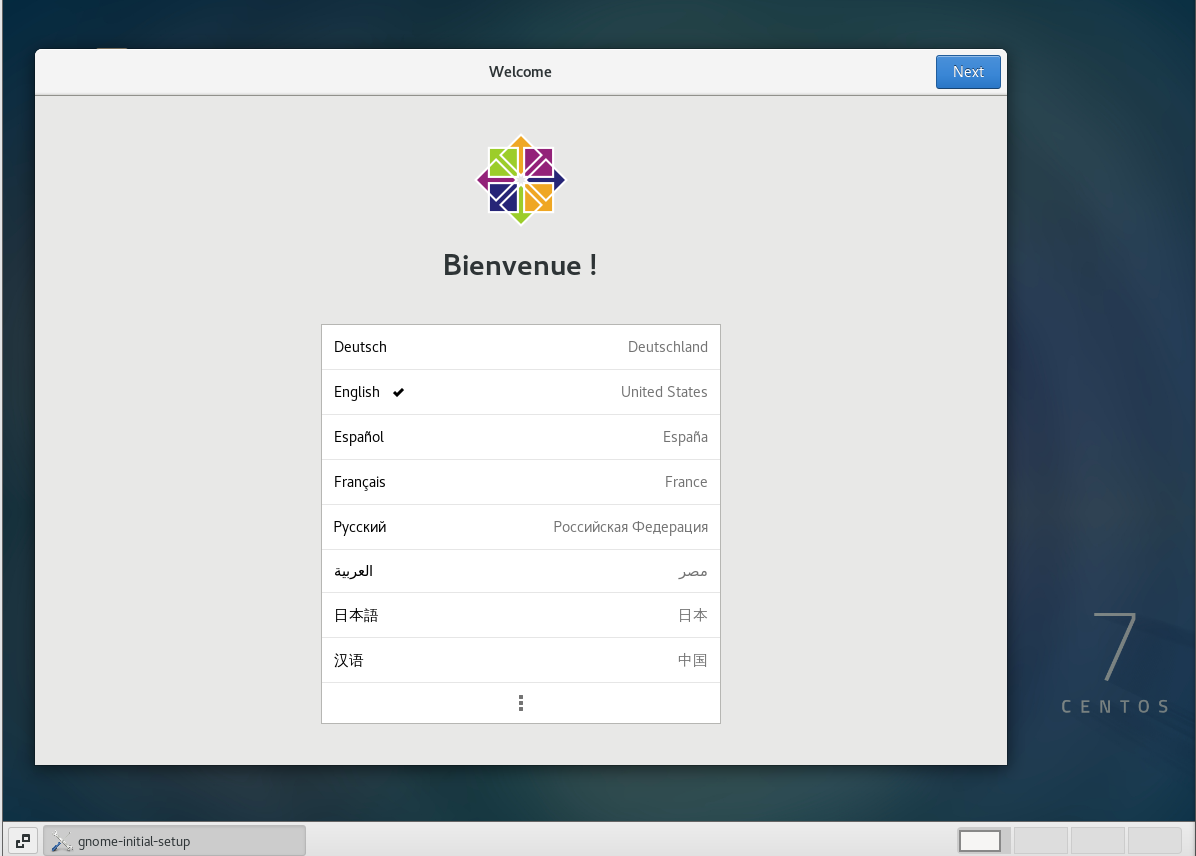 Welcome
Next
Bienvenue !
Deutsch Deutschland
English United States
Español España
Français France
Русский Российская Федерация
العربية مصر
日本語 日本
汉语 中国
7
CENTOS
gnome-initial-setup